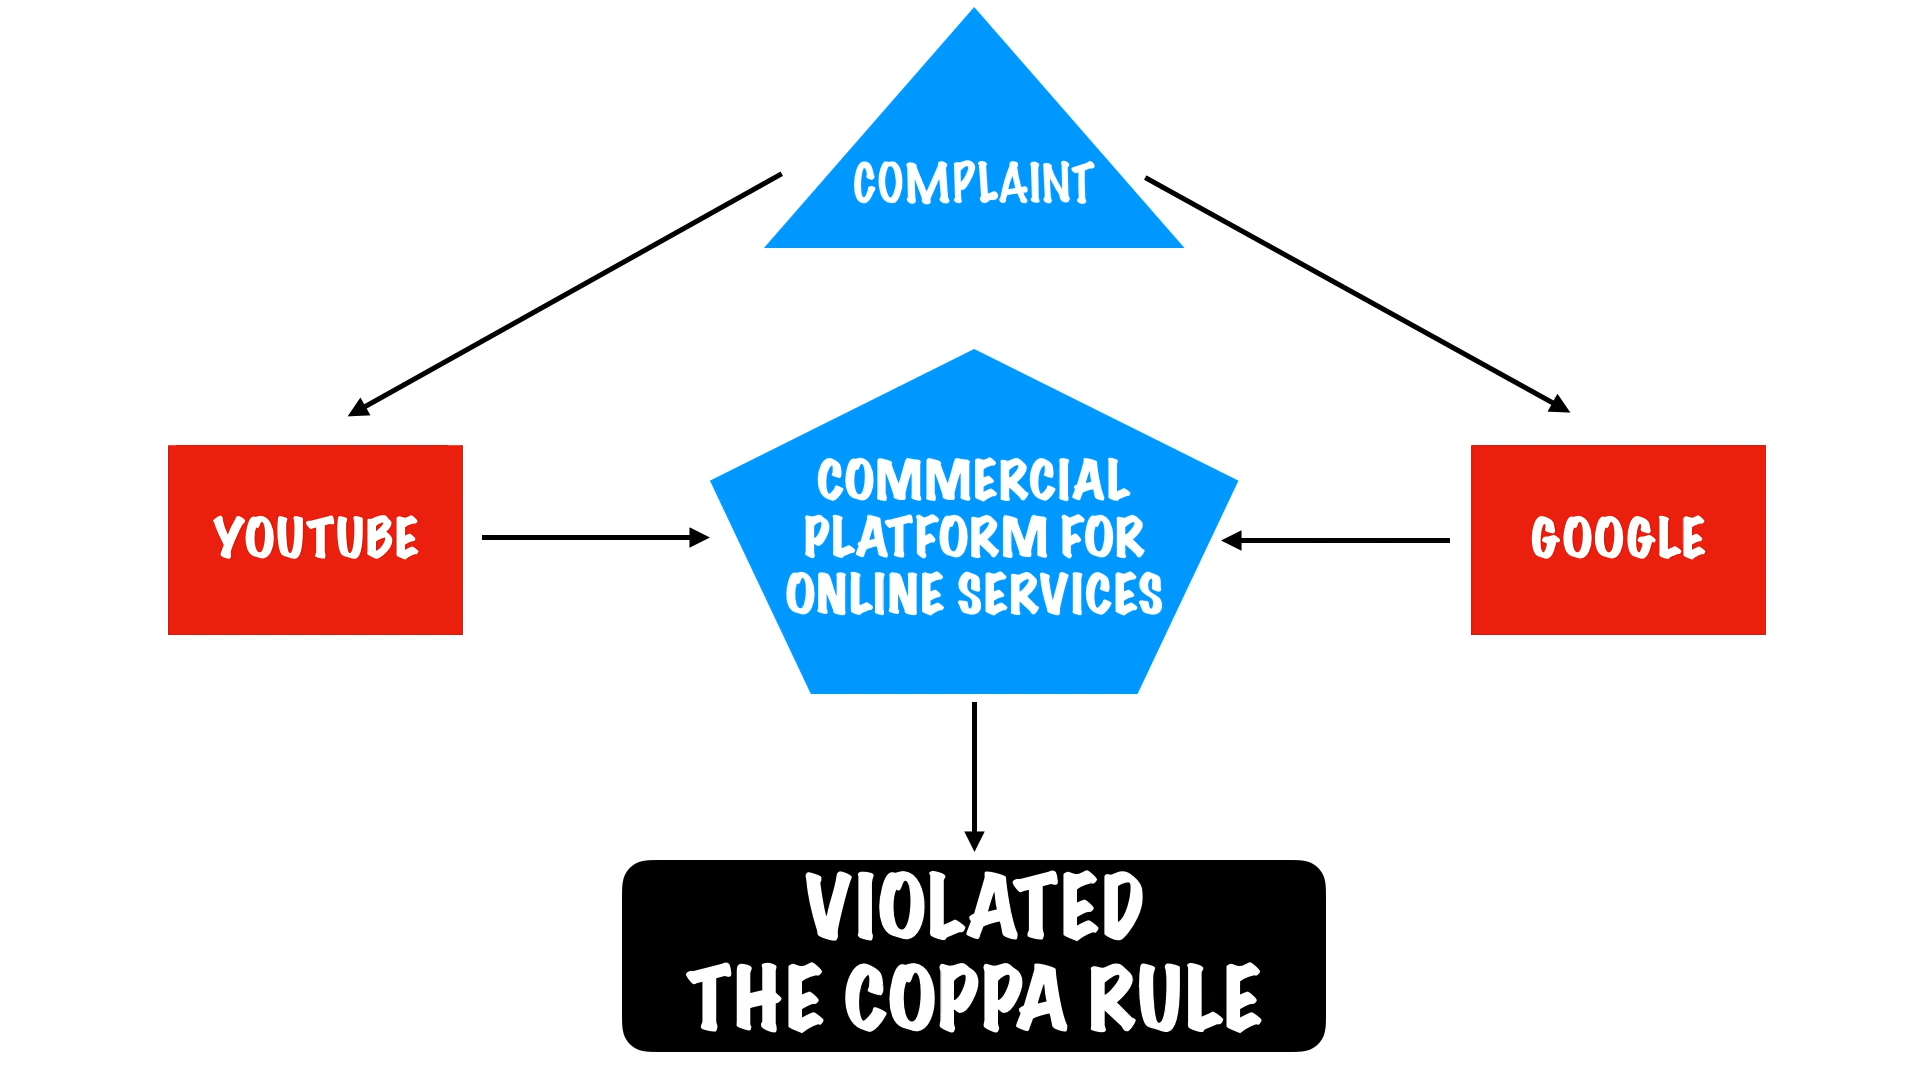 COMPLAINT
YOUTUBE
COMMERCIAL
PLATFORM FOR
ONLINE SERVICES
GOOGLE
VIOLATED
THE COPPA RULE